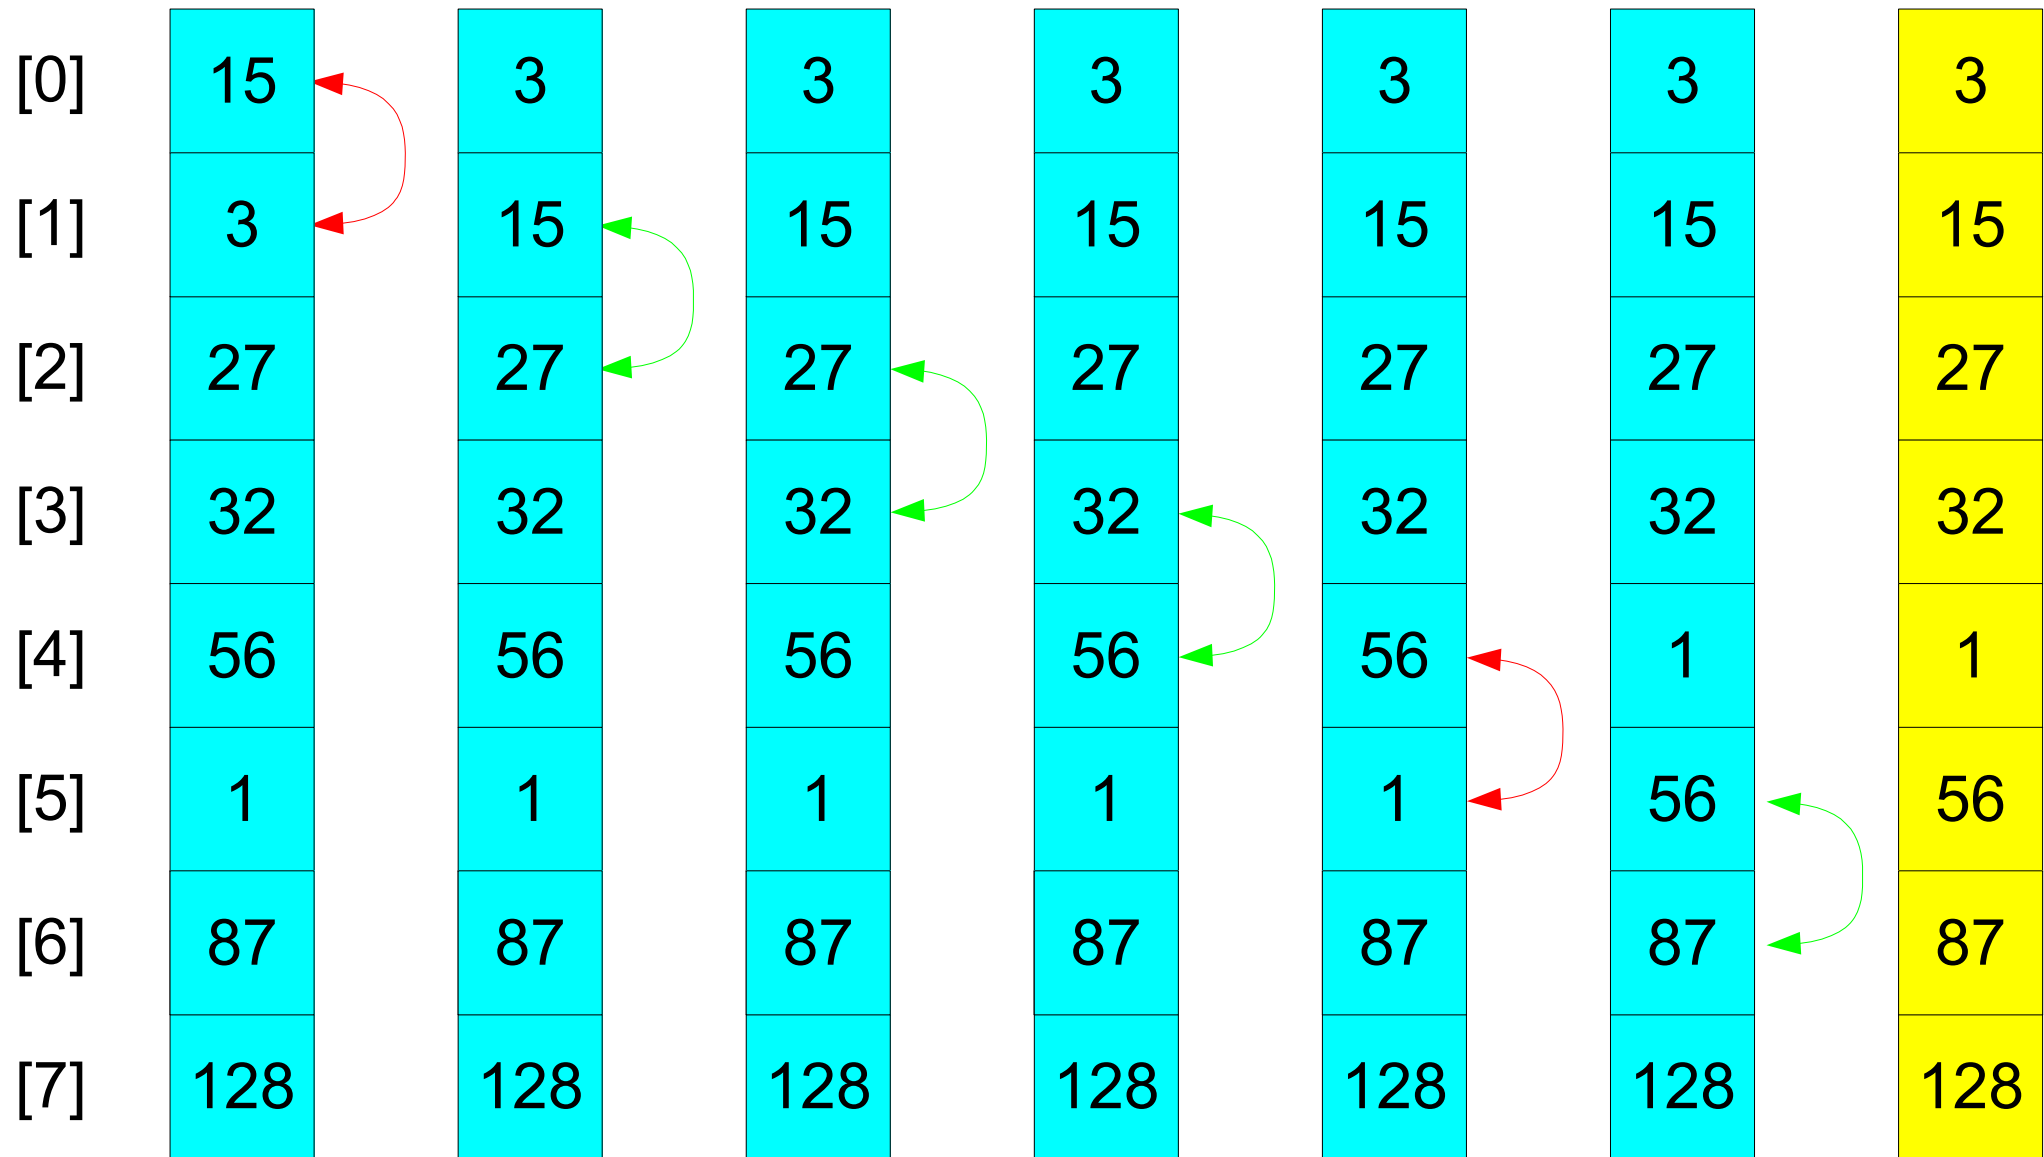 [0] 15 3 3 3 3 3 3
[1] 3 15 15 15 15 15 15
[2] 27 27 27 27 27 27 27
[3] 32 32 32 32 32 32 32
[4] 56 56 56 56 56 1 1
[5] 1 1 1 1 1 56 56
[6] 87 87 87 87 87 87 87
[7] 128 128 128 128 128 128 128